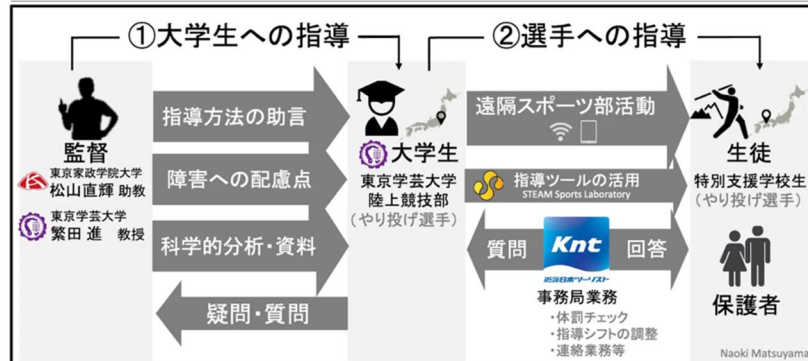 ①大学生への指導
②選手への指導
監督
東京家政学院大学
松山直輝 助教
東京学芸大学
繁田 進 教授
指導方法の助言
障害への配慮点
科学的分析・資料
疑問・質問
大学生
東京学芸大学
陸上競技部
(やり投げ選手)
遠隔スポーツ部活動
指導ツールの活用
STEAM Sports Laboratory
質問
Knt
近畿日本ツーリスト
回答
事務局業務
・体罰チェック
・指導シフトの調整
・連絡業務等
生徒
特別支援学校生
(やり投げ選手)
保護者
Naoki Matsuyama